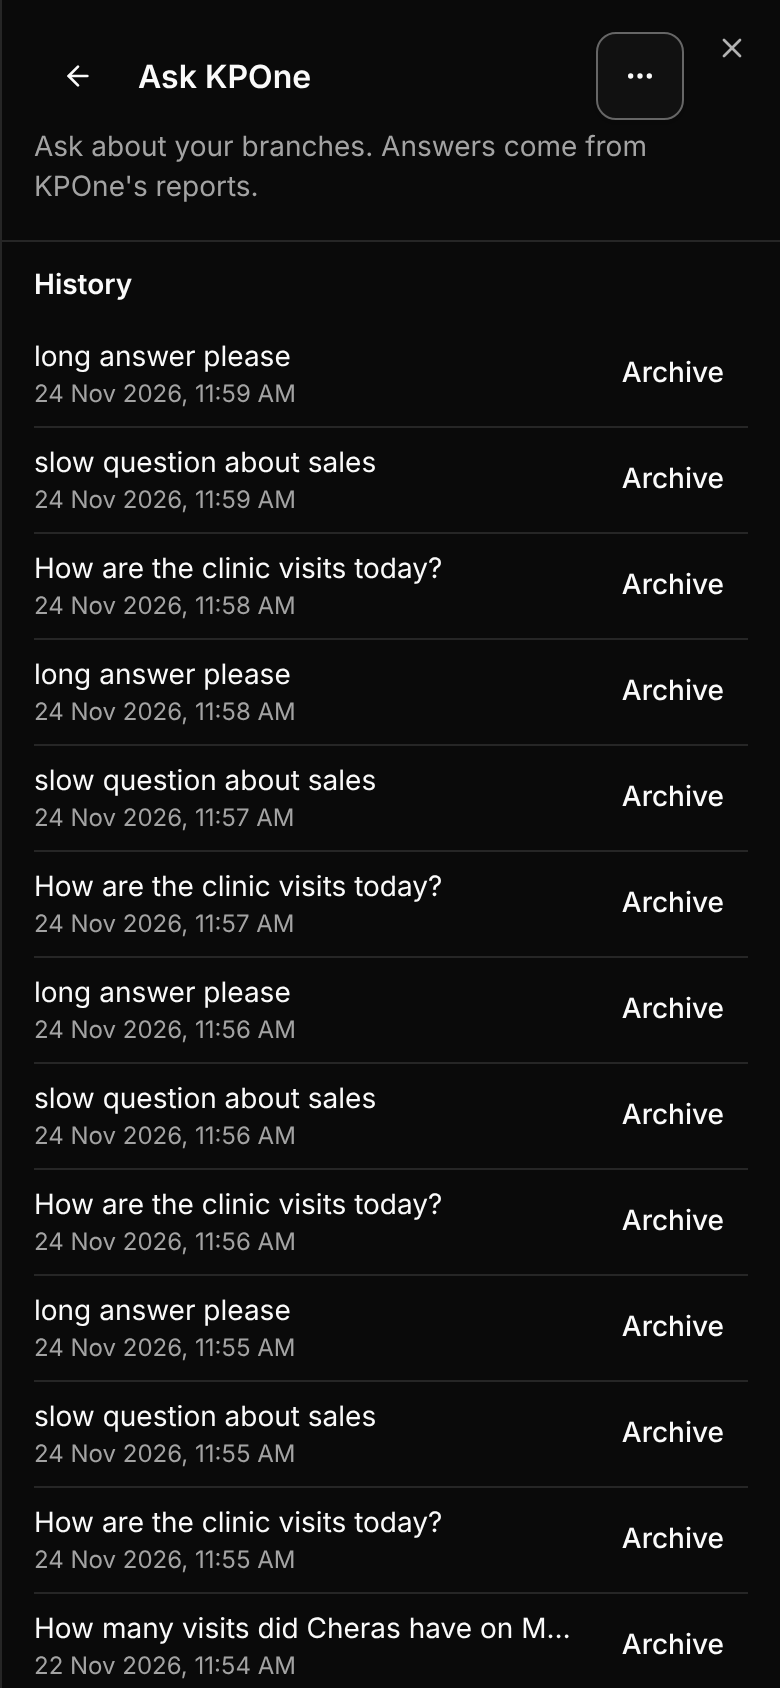 Ask KPOne
Ask about your branches. Answers come from
KPOne's reports.
History
long answer please
24 Nov 2026, 11:59 AM
Archive
slow question about sales
24 Nov 2026, 11:59 AM
Archive
How are the clinic visits today?
24 Nov 2026, 11:58 AM
Archive
long answer please
24 Nov 2026, 11:58 AM
Archive
slow question about sales
24 Nov 2026, 11:57 AM
Archive
How are the clinic visits today?
24 Nov 2026, 11:57 AM
Archive
long answer please
24 Nov 2026, 11:56 AM
Archive
slow question about sales
24 Nov 2026, 11:56 AM
Archive
How are the clinic visits today?
24 Nov 2026, 11:56 AM
Archive
long answer please
24 Nov 2026, 11:55 AM
Archive
slow question about sales
24 Nov 2026, 11:55 AM
Archive
How are the clinic visits today?
24 Nov 2026, 11:55 AM
Archive
How many visits did Cheras have on M...
22 Nov 2026, 11:54 AM
Archive